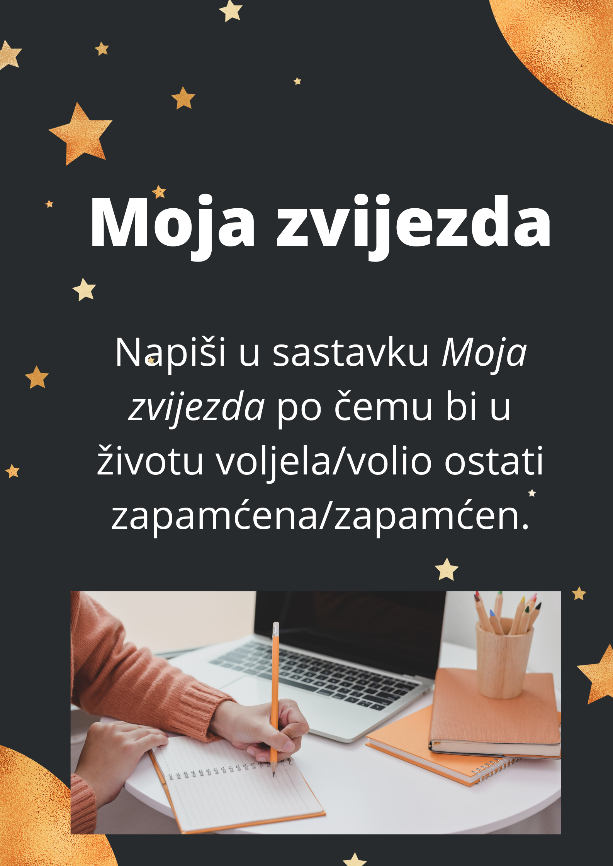 Moja zvijezda
Napiši u sastavku Moja
zvijezda po čemu bi u
životu voljela/volio ostati
zapamćena/zapamćen.